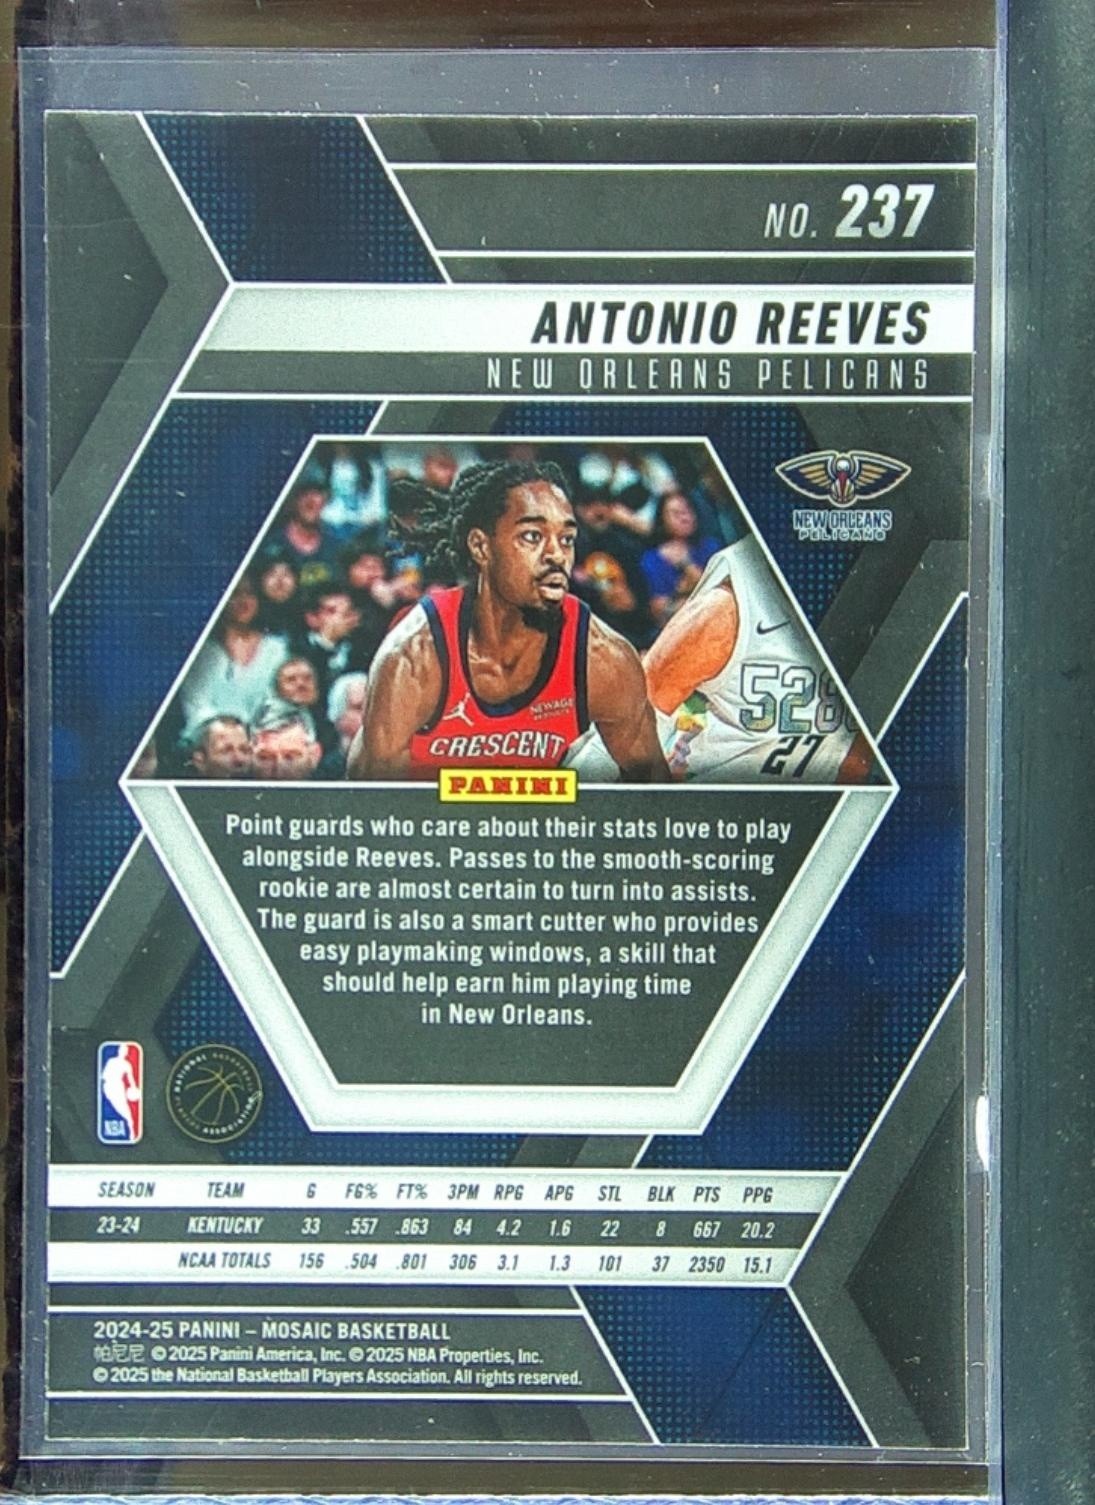 NO. 237
ANTONIO REEVES
NEW ORLEANS PELICANS
NEW ORLEANS
PELICANS
NEWAGE
CRESCENT
528
27
PANINI
Point guards who care about their stats love to play
alongside Reeves. Passes to the smooth-scoring
rookie are almost certain to turn into assists.
The guard is also a smart cutter who provides
easy playmaking windows, a skill that
should help earn him playing time
in New Orleans.
NBA
NATIONAL BASKETBALL
PLAYERS ASSOCIATION
SEASON TEAM G FG% FT% 3PM RPG APG STL BLK PTS PPG
23-24 KENTUCKY 33 .557 .863 84 4.2 1.6 22 8 667 20.2
NCAA TOTALS 156 .504 .801 306 3.1 1.3 101 37 2350 15.1
2024-25 PANINI – MOSAIC BASKETBALL
帕尼尼 © 2025 Panini America, Inc. © 2025 NBA Properties, Inc.
© 2025 the National Basketball Players Association. All rights reserved.